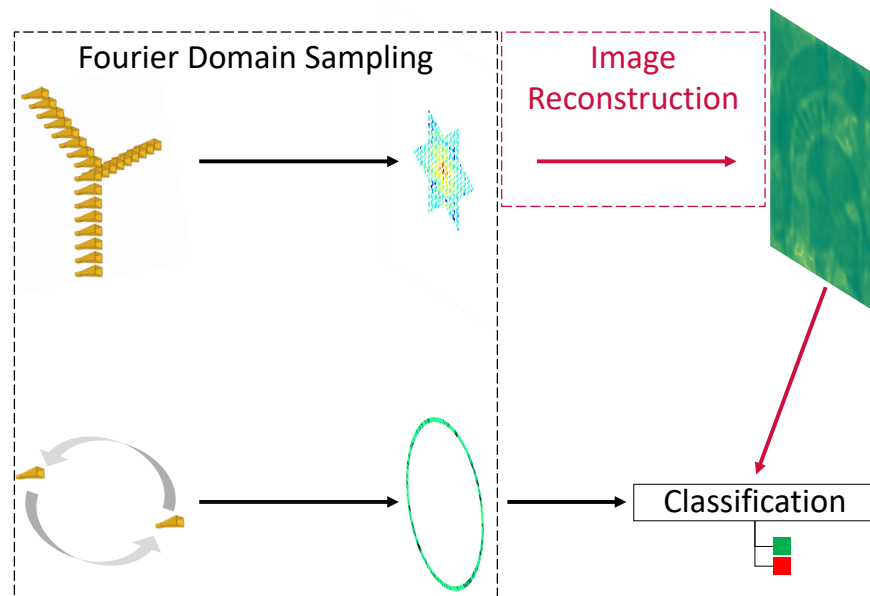 Fourier Domain Sampling
Image
Reconstruction
Classification